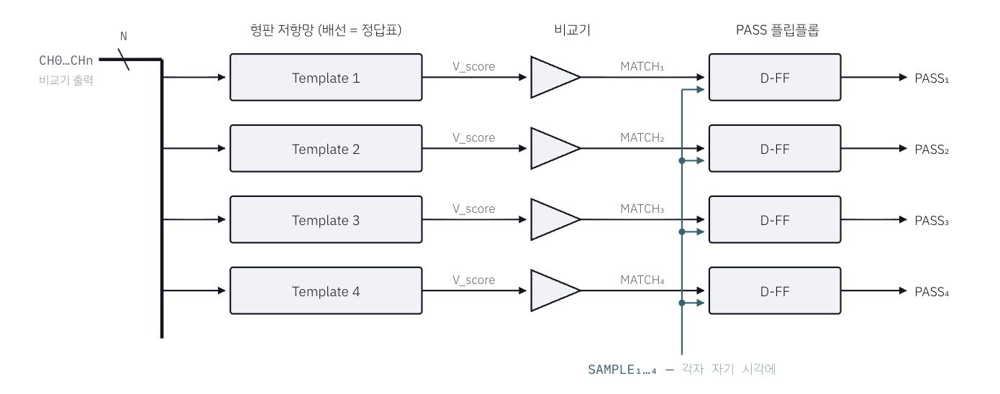 형판 저항망 (배선 = 정답표)
비교기
PASS 플립플롭
N
CH0…CHn
비교기 출력
Template 1
V_score
MATCH₁
D-FF
PASS₁
Template 2
V_score
MATCH₂
D-FF
PASS₂
Template 3
V_score
MATCH₃
D-FF
PASS₃
Template 4
V_score
MATCH₄
D-FF
PASS₄
SAMPLE₁…₄ — 각자 자기 시각에